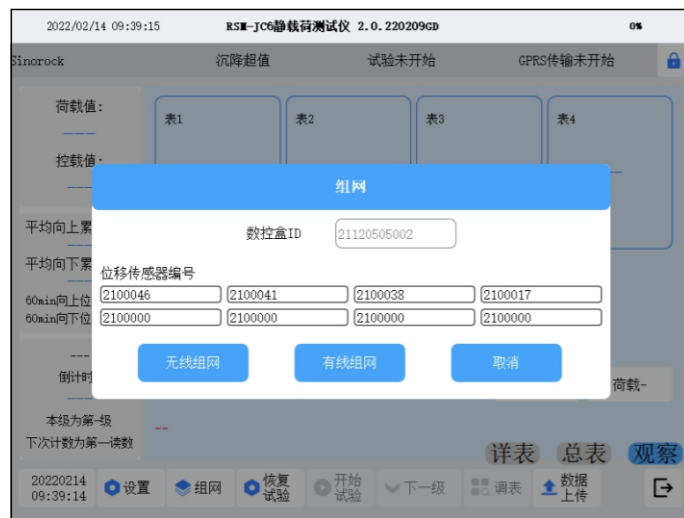 2022/02/14 09:39:15 RSM-JC6静载荷测试仪 2.0.220209GD 0%
Sinorock 沉降超值 试验未开始 GPRS传输未开始
荷载值:
---
控载值:
---
表1 表2 表3 表4
组网
数控盒ID 21120505002
平均向上累
平均向下累
位移传感器编号
60min向上位
60min向下位
2100046 2100041 2100038 2100017
2100000 2100000 2100000 2100000
无线组网 有线组网 取消
---
倒计时
---
荷载-
本级为第-级
下次计数为第一读数
--
详表 总表 观察
20220214
09:39:14
设置 组网 恢复
试验
开始
试验
下一级 调表 数据
上传